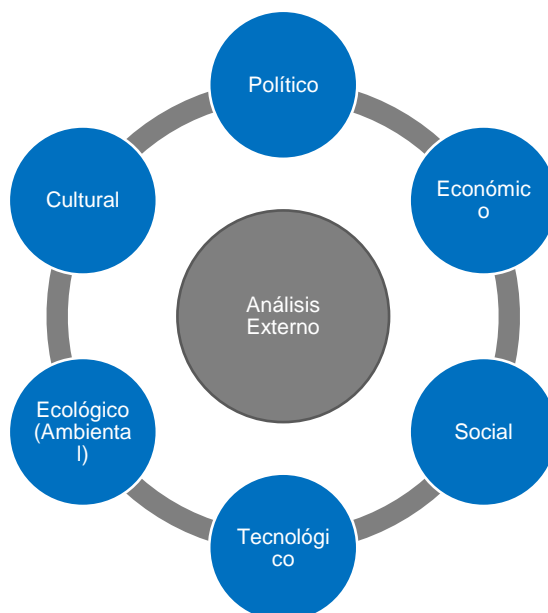 Político
Económic
o
Social
Tecnológi
co
Ecológico
(Ambienta
l)
Cultural
Análisis
Externo